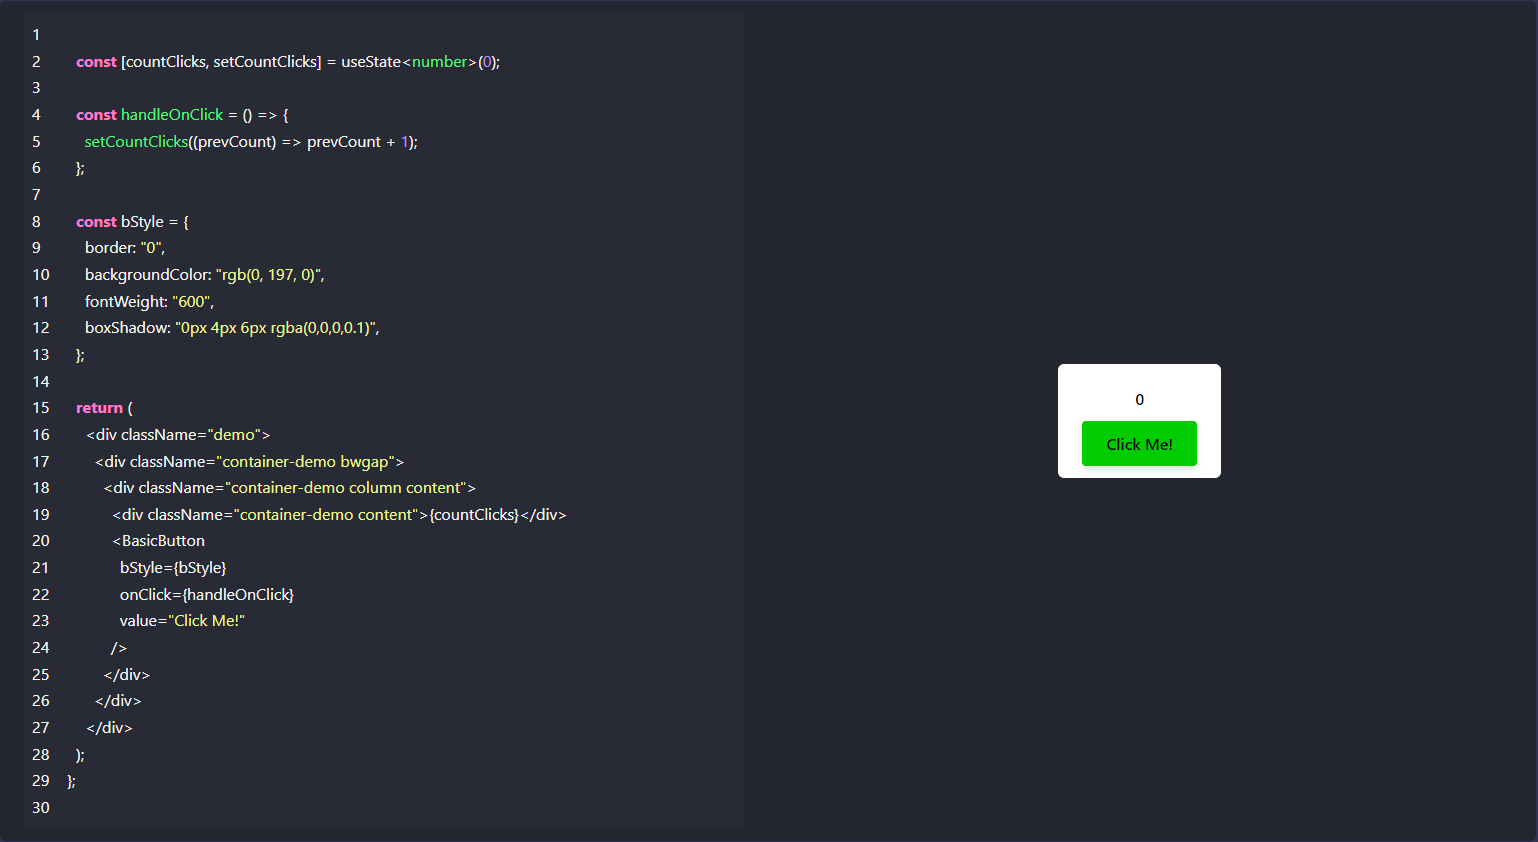 1
2 const [countClicks, setCountClicks] = useState<number>(0);
3
4 const handleOnClick = () => {
5 setCountClicks((prevCount) => prevCount + 1);
6 };
7
8 const bStyle = {
9 border: "0",
10 backgroundColor: "rgb(0, 197, 0)",
11 fontWeight: "600",
12 boxShadow: "0px 4px 6px rgba(0,0,0,0.1)",
13 };
14
15 return (
16 <div className="demo">
17 <div className="container-demo bwgap">
18 <div className="container-demo column content">
19 <div className="container-demo content">{countClicks}</div>
20 <BasicButton
21 bStyle={bStyle}
22 onClick={handleOnClick}
23 value="Click Me!"
24 />
25 </div>
26 </div>
27 </div>
28 );
29 };
30
0
Click Me!